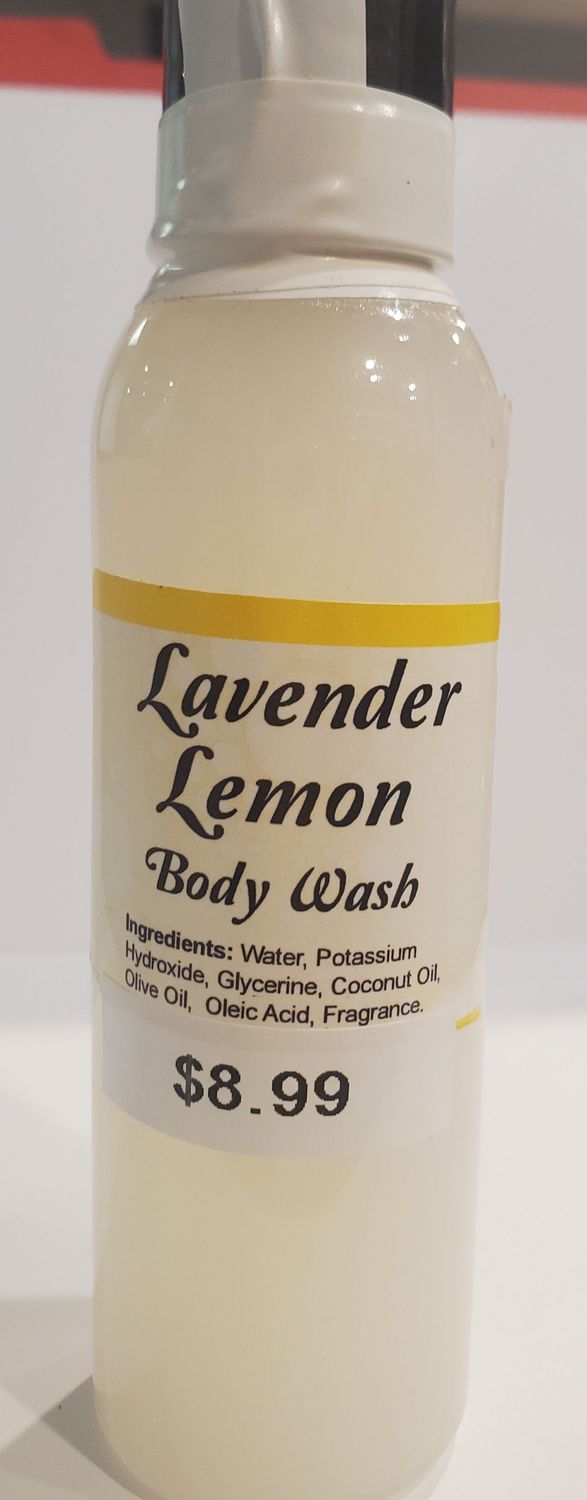 Lavender
Lemon
Body Wash
Ingredients: Water, Potassium
Hydroxide, Glycerine, Coconut Oil,
Olive Oil, Oleic Acid, Fragrance.
$8.99